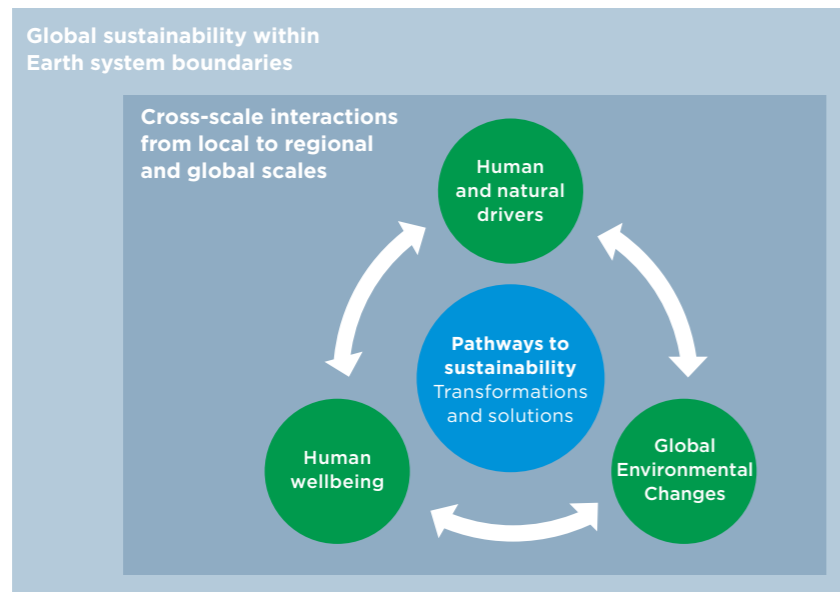 Global sustainability within
Earth system boundaries
Cross-scale interactions
from local to regional
and global scales
Human
and natural
drivers
Pathways to
sustainability
Transformations
and solutions
Human
wellbeing
Global
Environmental
Changes